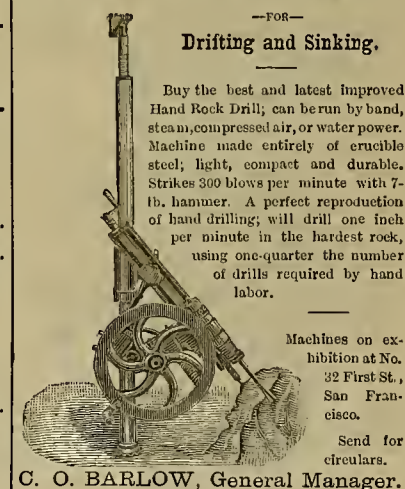 —FOR—
Drifting and Sinking.
Buy the best and latest improved
Hand Rock Drill; can be run by hand,
steam, compressed air, or water power.
Machine made entirely of crucible
steel; light, compact and durable.
Strikes 300 blows per minute with 7-
lb. hammer. A perfect reproduction
of hand drilling; will drill one inch
per minute in the hardest rock,
using one-quarter the number
of drills required by hand
labor.
Machines on ex-
hibition at No.
32 First St.,
San Fran-
cisco.
Send for
circulars.
C. O. BARLOW, General Manager.